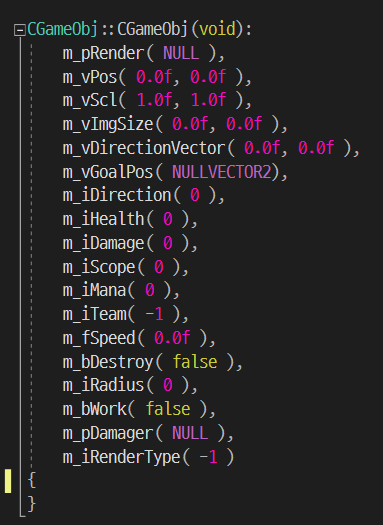 CGameObj::CGameObj(void):
m_pRender( NULL ),
m_vPos( 0.0f, 0.0f ),
m_vScl( 1.0f, 1.0f ),
m_vImgSize( 0.0f, 0.0f ),
m_vDirectionVector( 0.0f, 0.0f ),
m_vGoalPos( NULLVECTOR2),
m_iDirection( 0 ),
m_iHealth( 0 ),
m_iDamage( 0 ),
m_iScope( 0 ),
m_iMana( 0 ),
m_iTeam( -1 ),
m_fSpeed( 0.0f ),
m_bDestroy( false ),
m_iRadius( 0 ),
m_bWork( false ),
m_pDamager( NULL ),
m_iRenderType( -1 )
{
}